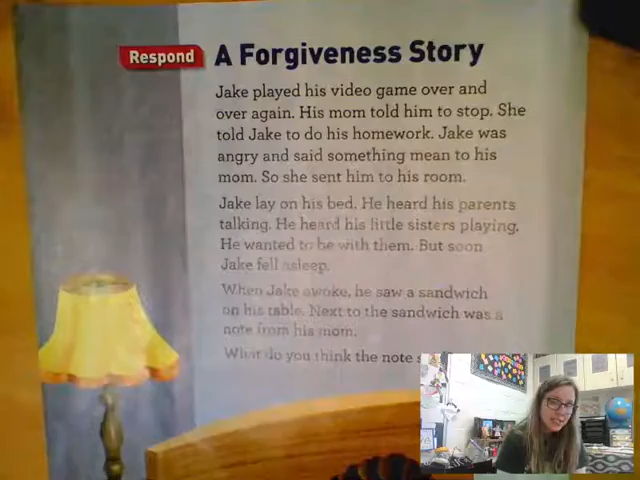 Respond A Forgiveness Story
Jake played his video game over and
over again. His mom told him to stop. She
told Jake to do his homework. Jake was
angry and said something mean to his
mom. So she sent him to his room.
Jake lay on his bed. He heard his parents
talking. He heard his little sisters playing.
He wanted to be with them. But soon
Jake fell asleep.
When Jake awoke, he saw a sandwich
on his table. Next to the sandwich was a
note from his mom.
What do you think the note